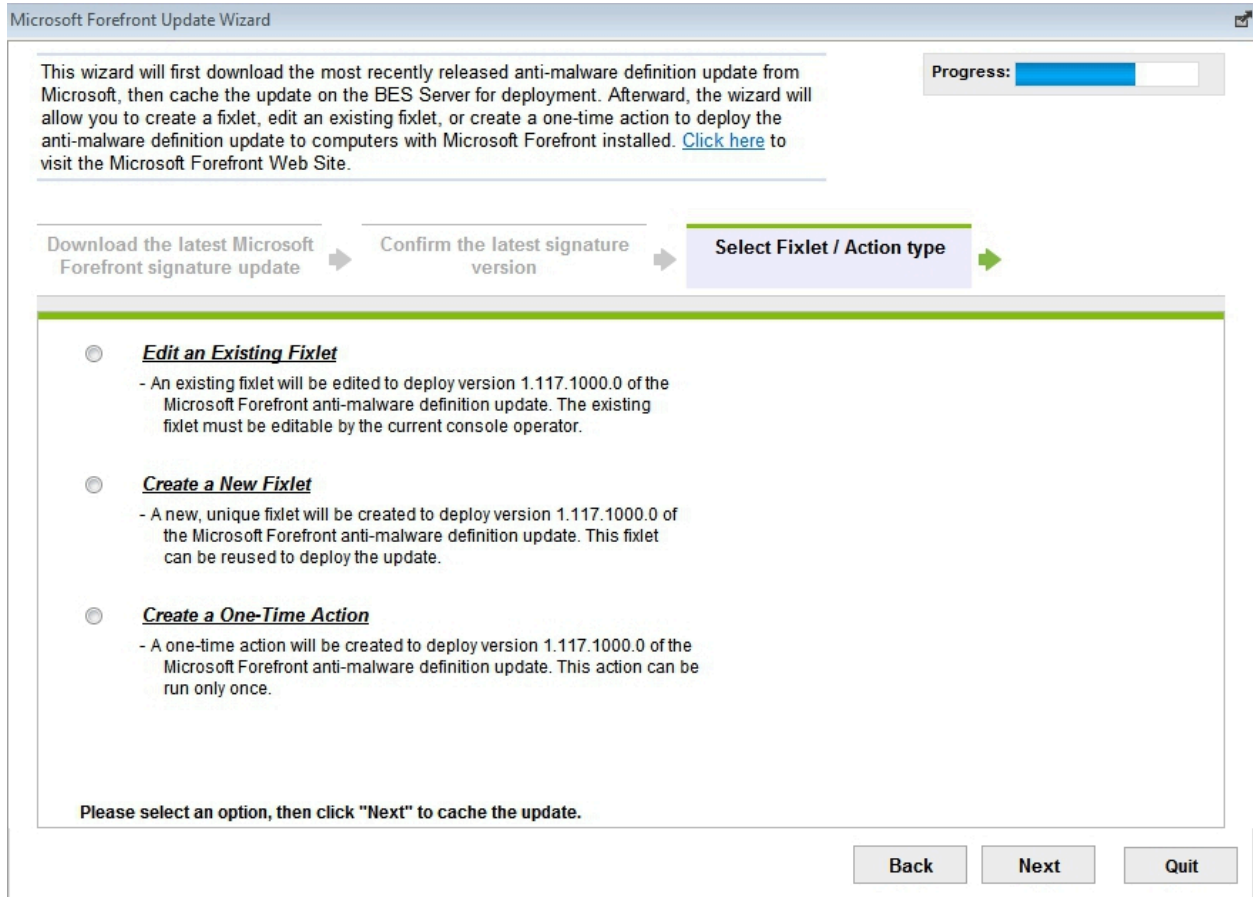 Microsoft Forefront Update Wizard
This wizard will first download the most recently released anti-malware definition update from
Microsoft, then cache the update on the BES Server for deployment. Afterward, the wizard will
allow you to create a fixlet, edit an existing fixlet, or create a one-time action to deploy the
anti-malware definition update to computers with Microsoft Forefront installed. Click here to
visit the Microsoft Forefront Web Site.
Progress:
Download the latest Microsoft
Forefront signature update
Confirm the latest signature
version
Select Fixlet / Action type
Edit an Existing Fixlet
- An existing fixlet will be edited to deploy version 1.117.1000.0 of the
Microsoft Forefront anti-malware definition update. The existing
fixlet must be editable by the current console operator.
Create a New Fixlet
- A new, unique fixlet will be created to deploy version 1.117.1000.0 of
the Microsoft Forefront anti-malware definition update. This fixlet
can be reused to deploy the update.
Create a One-Time Action
- A one-time action will be created to deploy version 1.117.1000.0 of the
Microsoft Forefront anti-malware definition update. This action can be
run only once.
Please select an option, then click "Next" to cache the update.
Back
Next
Quit